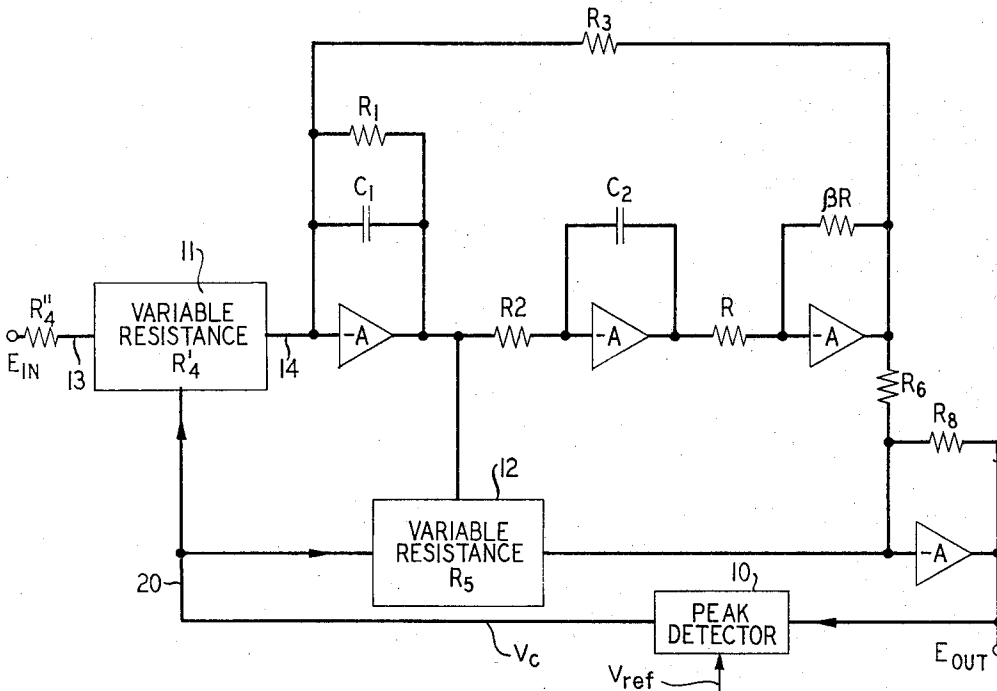 R3
R1
C1
C2
βR
11
R"4
VARIABLE
RESISTANCE
R'4
-A
R2
-A
R
-A
EIN
13
14
R6
R8
12
VARIABLE
RESISTANCE
R5
-A
20
10
PEAK
DETECTOR
Vc
Vref
EOUT